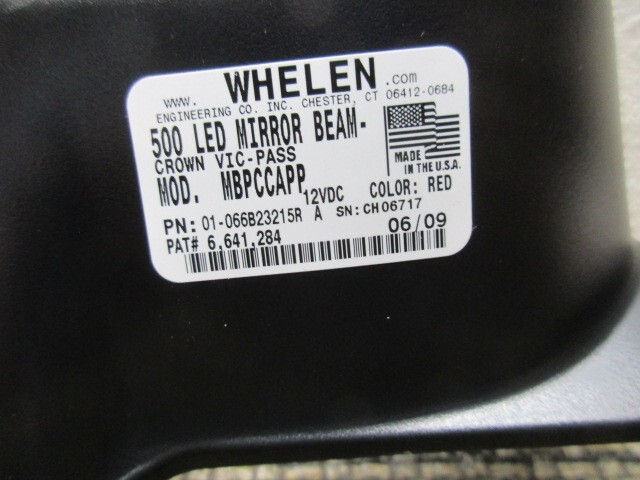 www. WHELEN .com
ENGINEERING CO. INC. CHESTER, CT 06412-0684
500 LED MIRROR BEAM-
CROWN VIC-PASS
MOD. MBPCCAPP 12VDC COLOR: RED
MADE IN THE U.S.A.
PN: 01-066B23215R A SN: CH06717
PAT# 6,641,284 06/09